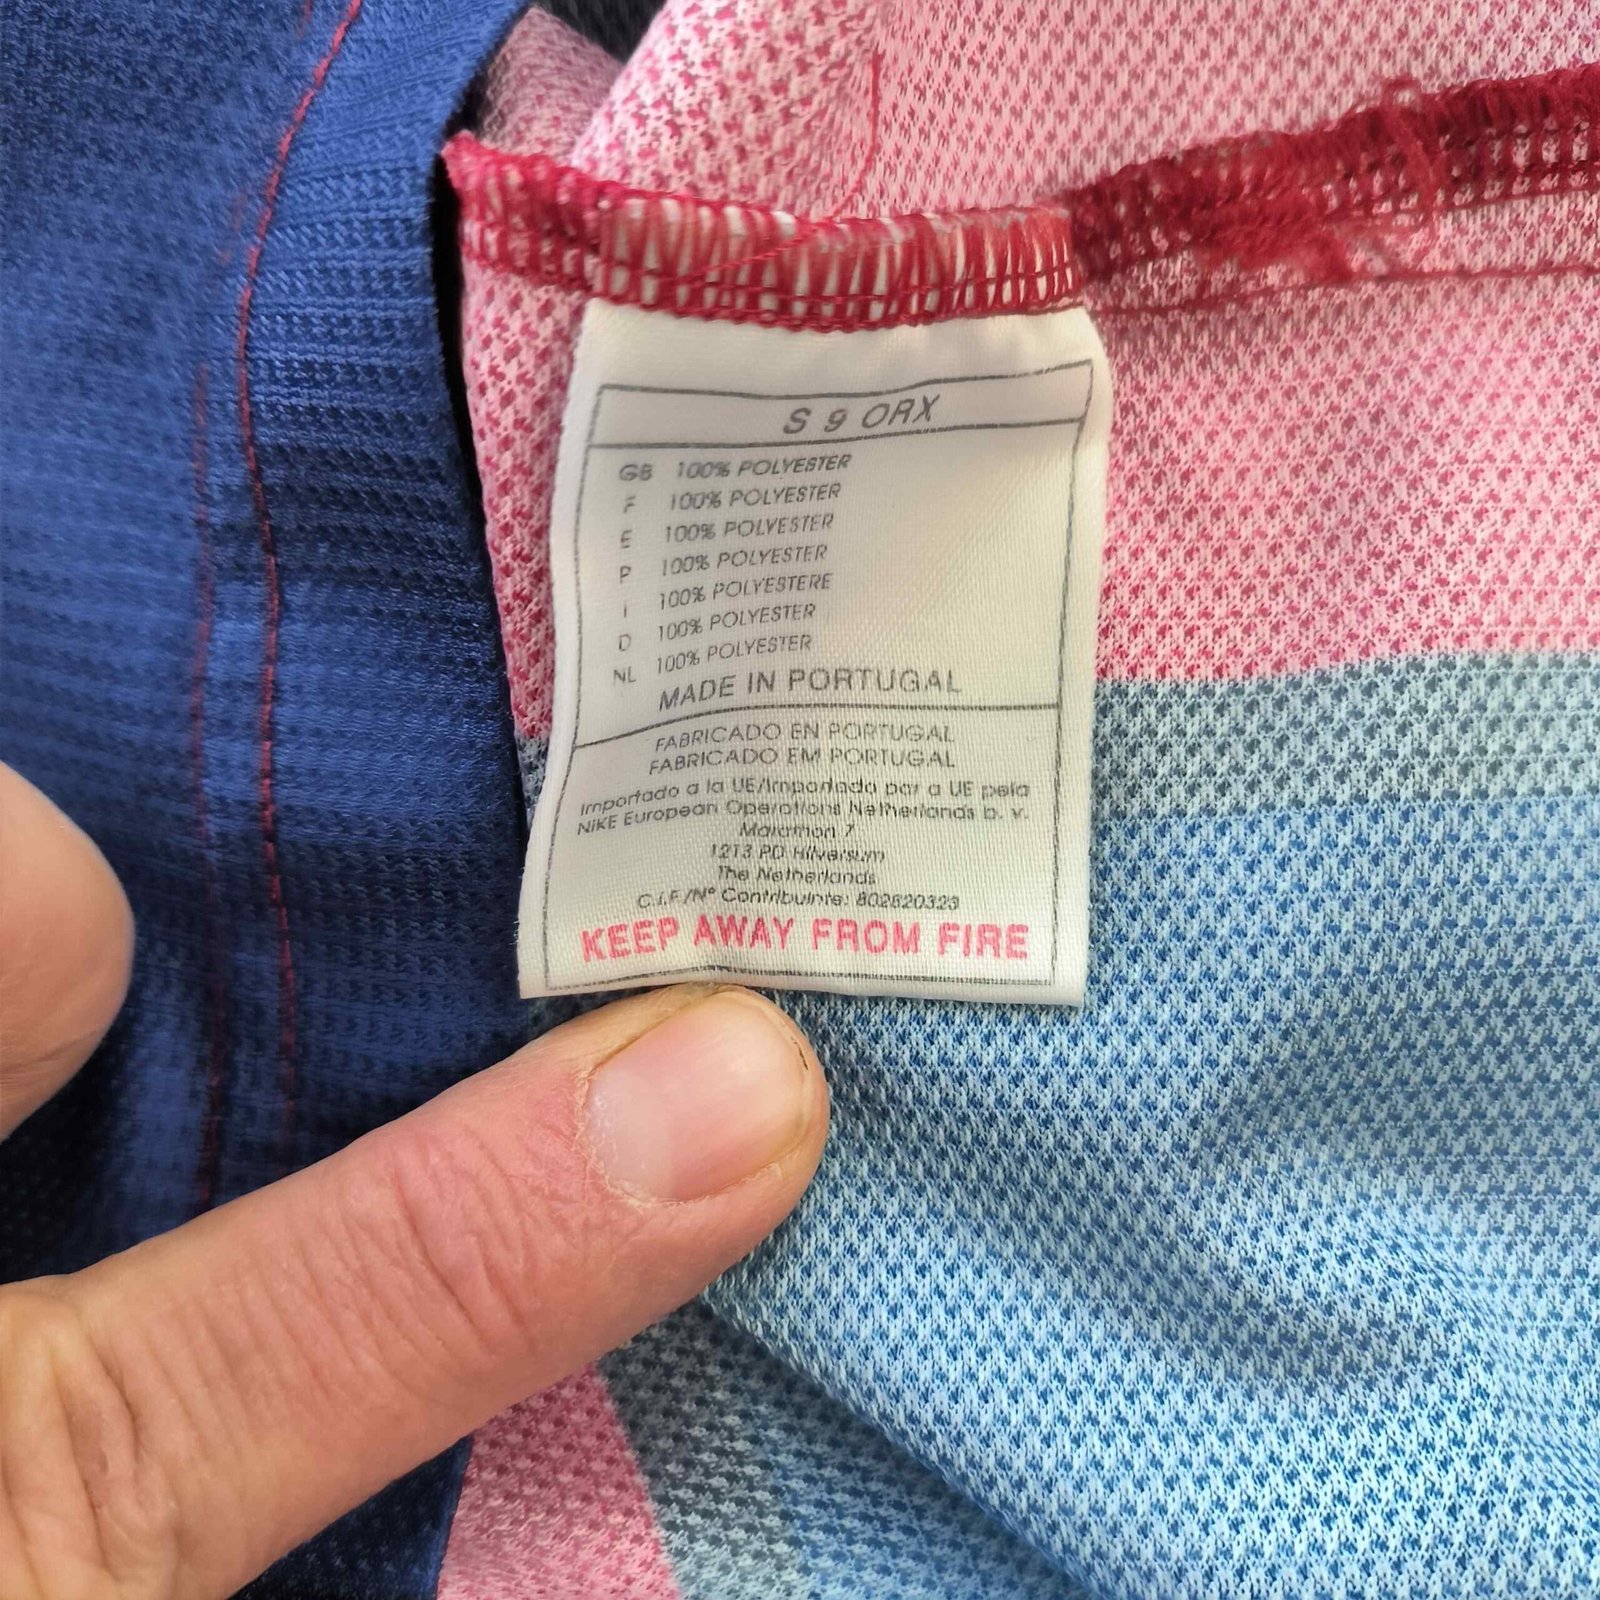 S 9 ORX
GB 100% POLYESTER
F 100% POLYESTER
E 100% POLYESTER
P 100% POLYESTER
I 100% POLYESTERE
D 100% POLYESTER
NL 100% POLYESTER
MADE IN PORTUGAL
FABRICADO EN PORTUGAL
FABRICADO EM PORTUGAL
Importado a la UE/Importado par a UE pela
NIKE European Operations Netherlands b. v.
Marathon 7
1213 PD Hilversum
The Netherlands
C.I.F./Nº Contribuinte: 802820323
KEEP AWAY FROM FIRE